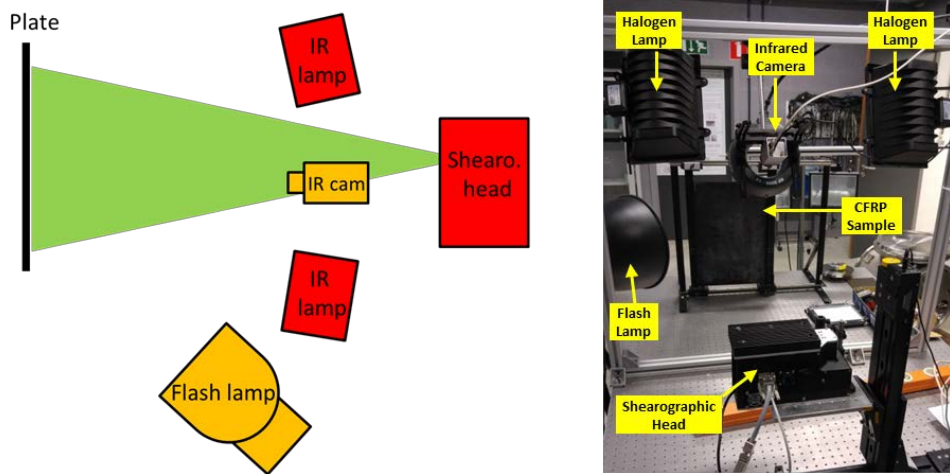 Plate
IR
lamp
IR cam
Shearo.
head
IR
lamp
Flash lamp
Halogen
Lamp
Infrared
Camera
Halogen
Lamp
CFRP
Sample
Flash
Lamp
Shearographic
Head